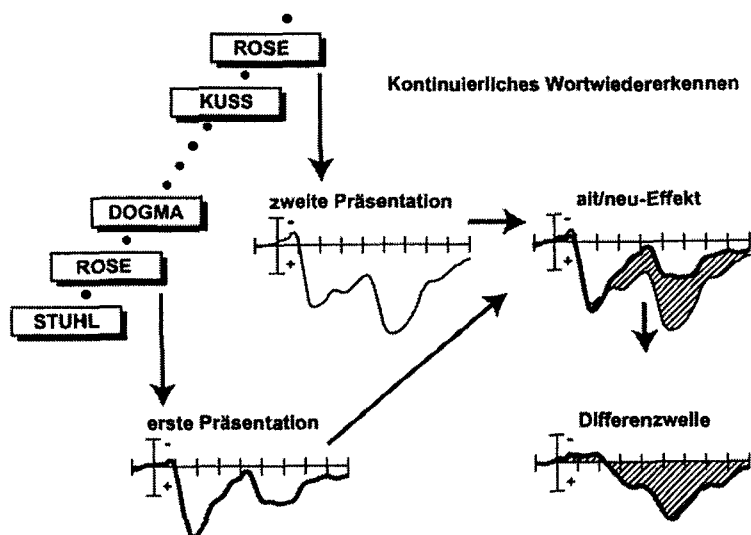 ROSE
KUSS
Kontinuierliches Wortwiedererkennen
DOGMA
ROSE
STUHL
zweite Präsentation
-
+
alt/neu-Effekt
-
+
erste Präsentation
-
+
Differenzwelle
-
+